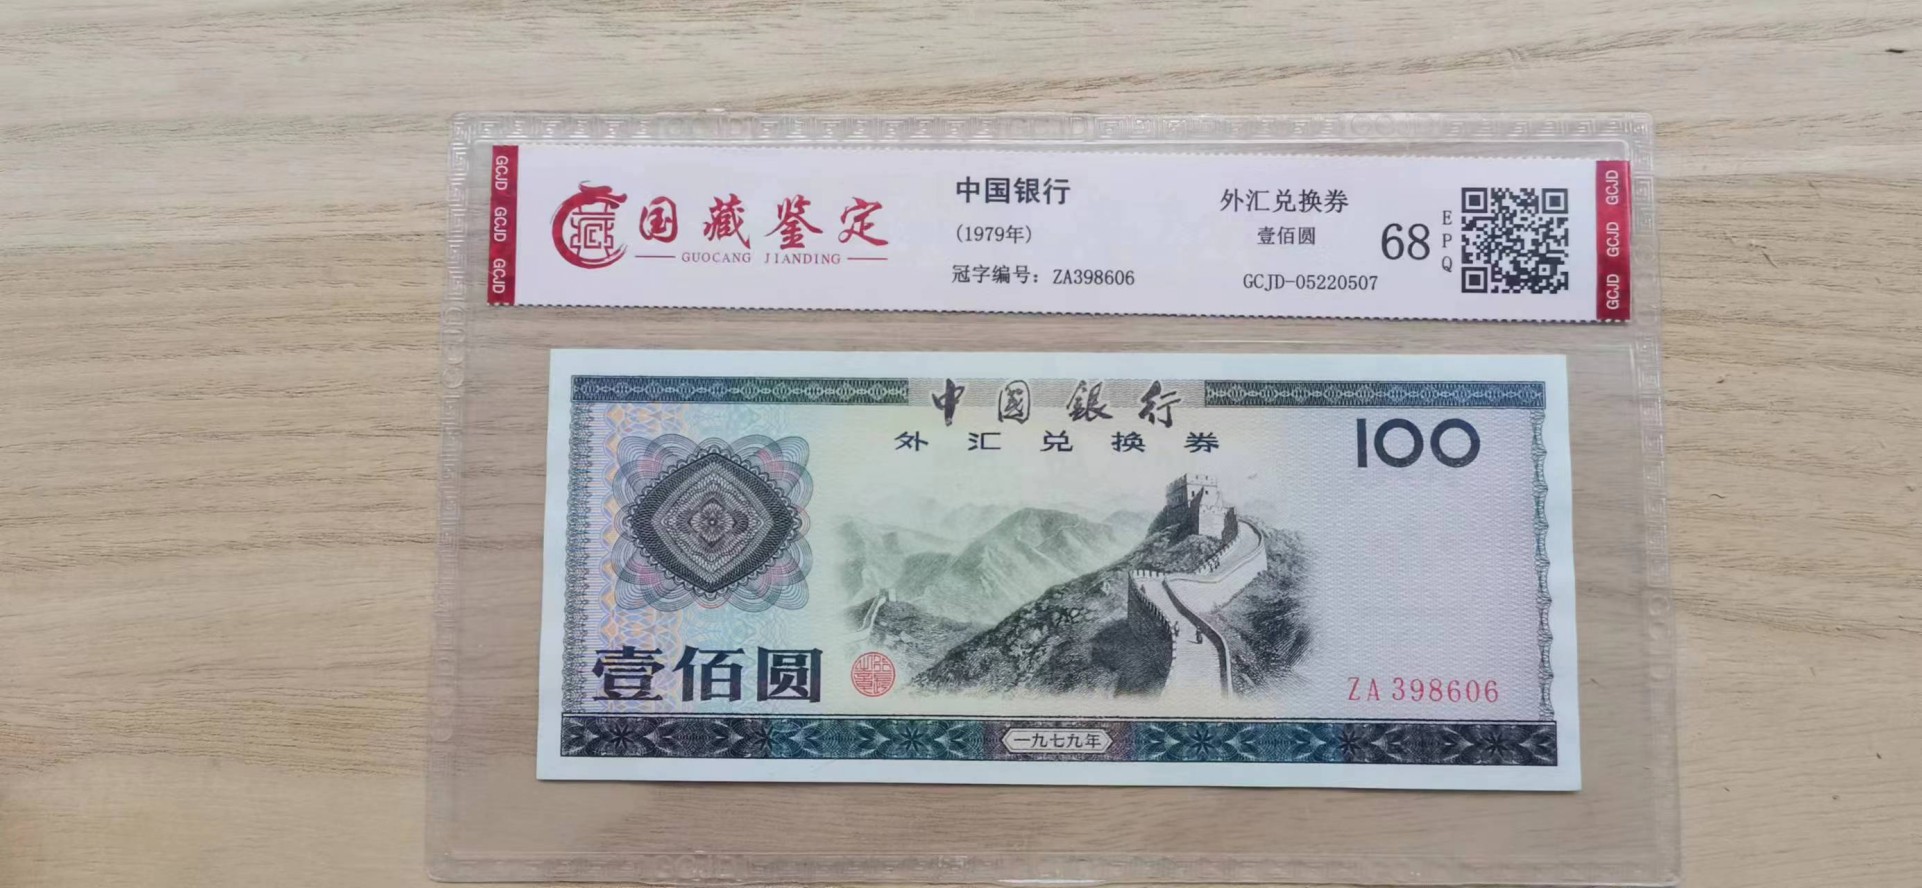 GCJD GCJD GCJD
国藏鉴定
GUOCANG JIANDING
中国银行
(1979年)
冠字编号：ZA398606
外汇兑换券
壹佰圆
GCJD-05220507
68
EPQ
GCJD GCJD GCJD
中国銀行
外汇兑换券
100
壹佰圆
ZA 398606
一九七九年